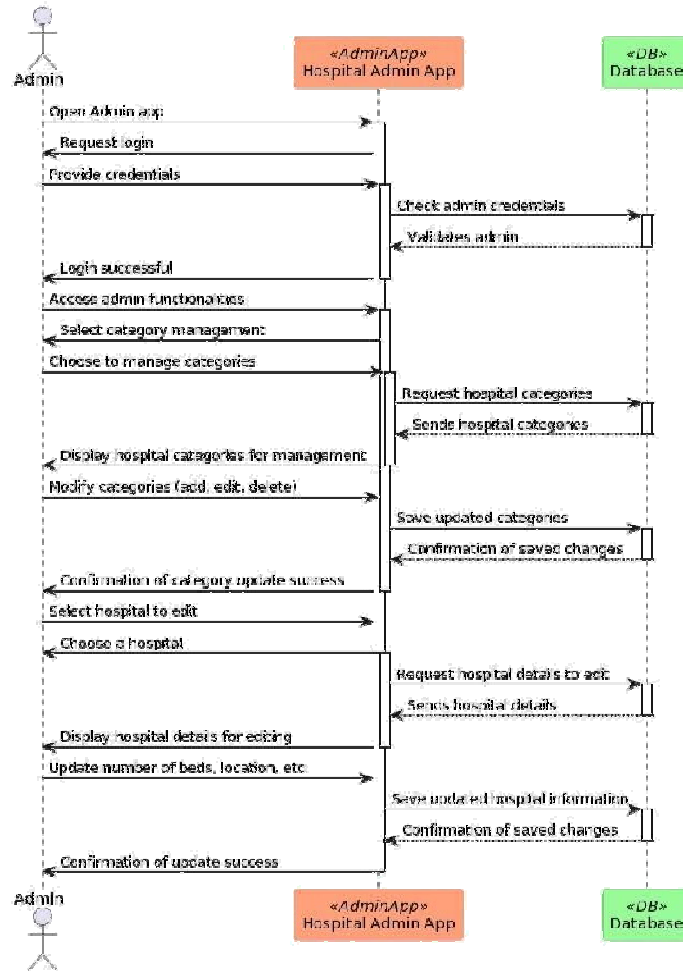 Admin
«AdminApp»
Hospital Admin App
«DB»
Database
Open Admin app
Request login
Provide credentials
Check admin credentials
Validates admin
Login successful
Access admin functionalities
Select category management
Choose to manage categories
Request hospital categories
Sends hospital categories
Display hospital categories for management
Modify categories (add, edit, delete)
Save updated categories
Confirmation of saved changes
Confirmation of category update success
Select hospital to edit
Choose a hospital
Request hospital details to edit
Sends hospital details
Display hospital details for editing
Update number of beds, location, etc
Save updated hospital information
Confirmation of saved changes
Confirmation of update success
Admin
«AdminApp»
Hospital Admin App
«DB»
Database